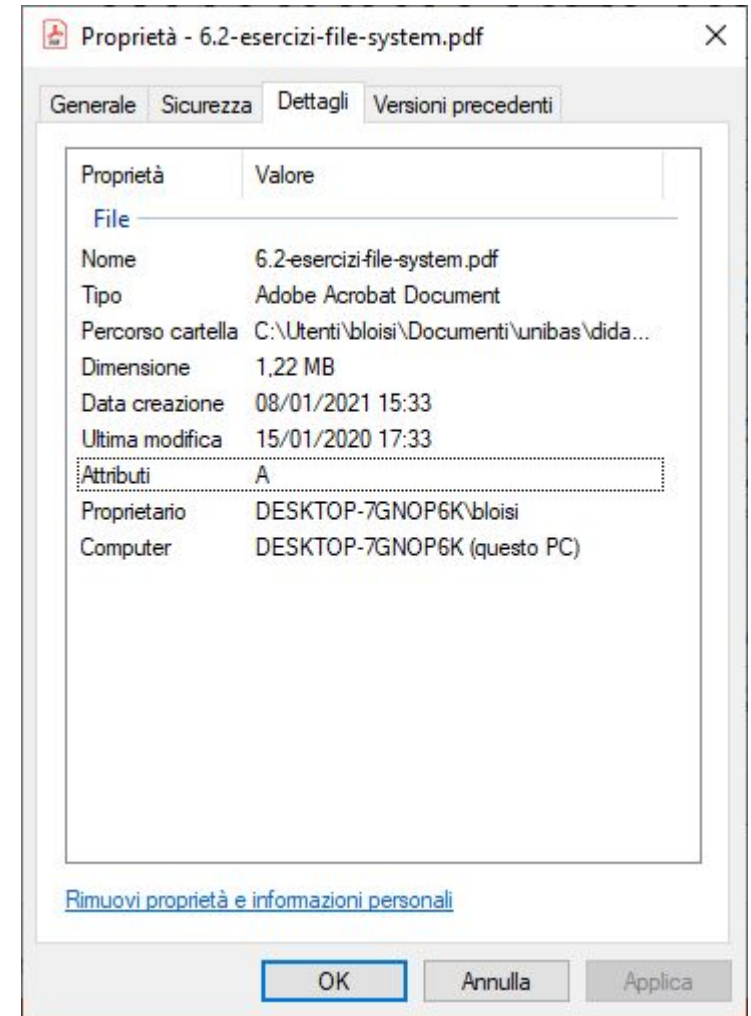 Proprietà - 6.2-esercizi-file-system.pdf
Generale Sicurezza Dettagli Versioni precedenti
Proprietà Valore
File
Nome 6.2-esercizi-file-system.pdf
Tipo Adobe Acrobat Document
Percorso cartella C:\Utenti\bloisi\Documenti\unibas\dida...
Dimensione 1,22 MB
Data creazione 08/01/2021 15:33
Ultima modifica 15/01/2020 17:33
Attributi A
Proprietario DESKTOP-7GNOP6K\bloisi
Computer DESKTOP-7GNOP6K (questo PC)
Rimuovi proprietà e informazioni personali
OK Annulla Applica